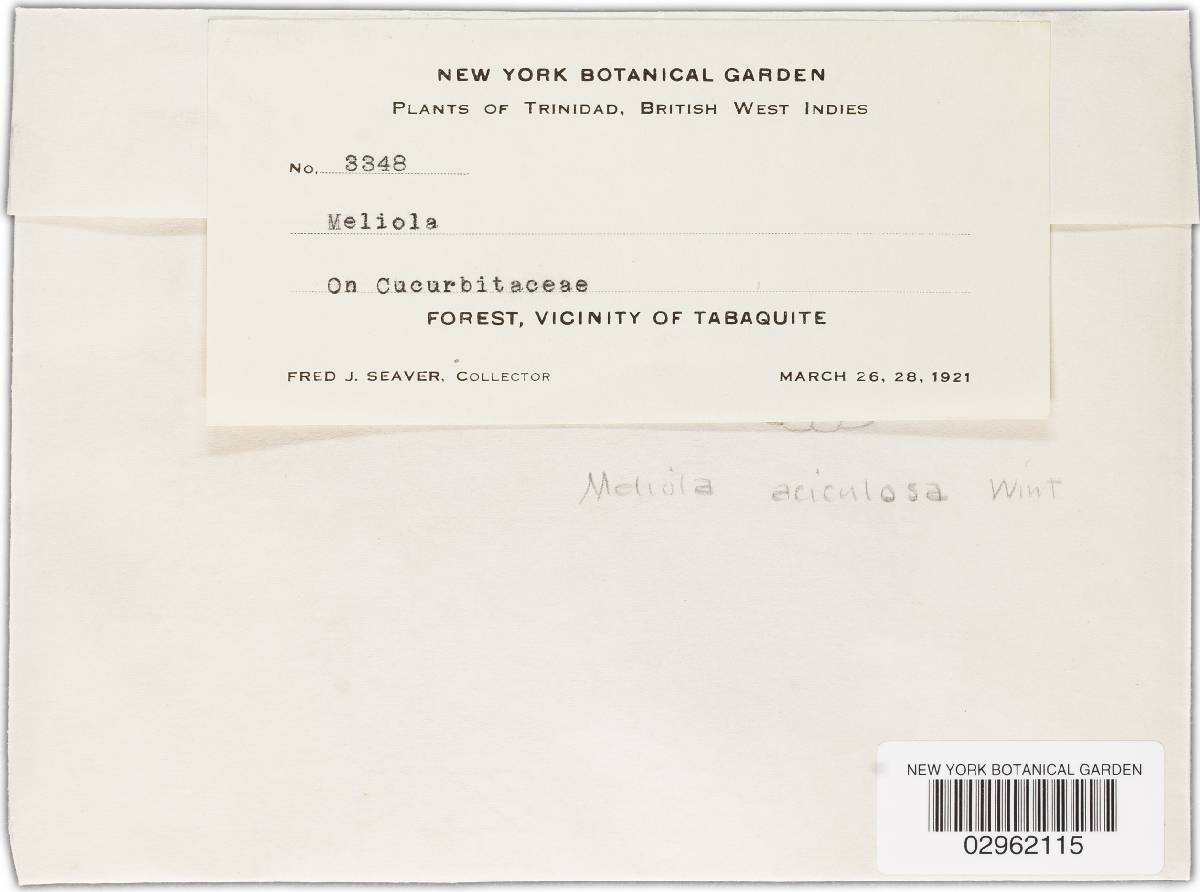 NEW YORK BOTANICAL GARDEN
PLANTS OF TRINIDAD, BRITISH WEST INDIES
No. 3348
Meliola
On Cucurbitaceae
FOREST, VICINITY OF TABAQUITE
FRED J. SEAVER, COLLECTOR MARCH 26, 28, 1921
Meliola aciculosa Wint
NEW YORK BOTANICAL GARDEN
02962115